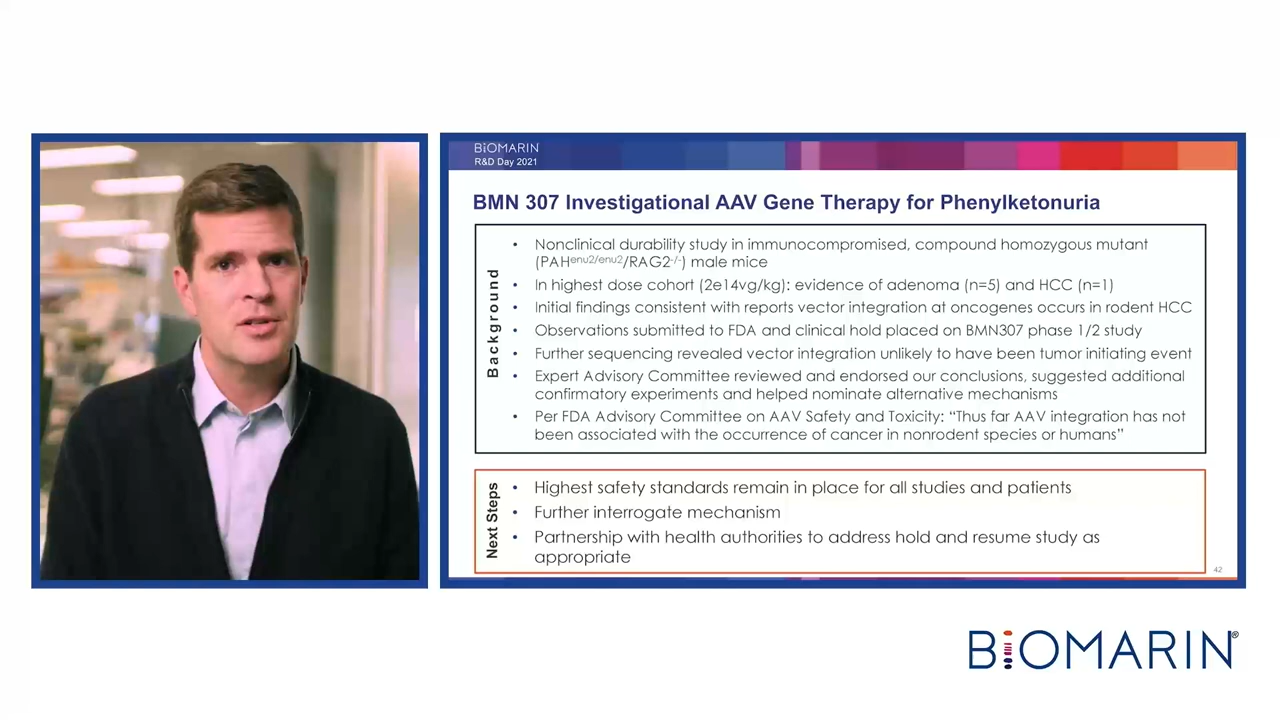 BiOMARIN
R&D Day 2021
BMN 307 Investigational AAV Gene Therapy for Phenylketonuria
Background
• Nonclinical durability study in immunocompromised, compound homozygous mutant
(PAHenu2/enu2/RAG2-/-) male mice
• In highest dose cohort (2e14vg/kg): evidence of adenoma (n=5) and HCC (n=1)
• Initial findings consistent with reports vector integration at oncogenes occurs in rodent HCC
• Observations submitted to FDA and clinical hold placed on BMN307 phase 1/2 study
• Further sequencing revealed vector integration unlikely to have been tumor initiating event
• Expert Advisory Committee reviewed and endorsed our conclusions, suggested additional
confirmatory experiments and helped nominate alternative mechanisms
• Per FDA Advisory Committee on AAV Safety and Toxicity: “Thus far AAV integration has not
been associated with the occurrence of cancer in nonrodent species or humans”
Next Steps
• Highest safety standards remain in place for all studies and patients
• Further interrogate mechanism
• Partnership with health authorities to address hold and resume study as
appropriate
42
BiOMARIN®